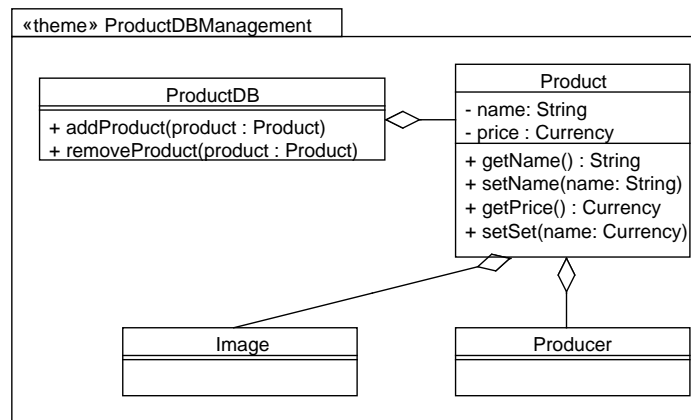 «theme» ProductDBManagement
ProductDB
+ addProduct(product : Product)
+ removeProduct(product : Product)
Product
- name: String
- price : Currency
+ getName() : String
+ setName(name: String)
+ getPrice() : Currency
+ setSet(name: Currency)
Image
Producer